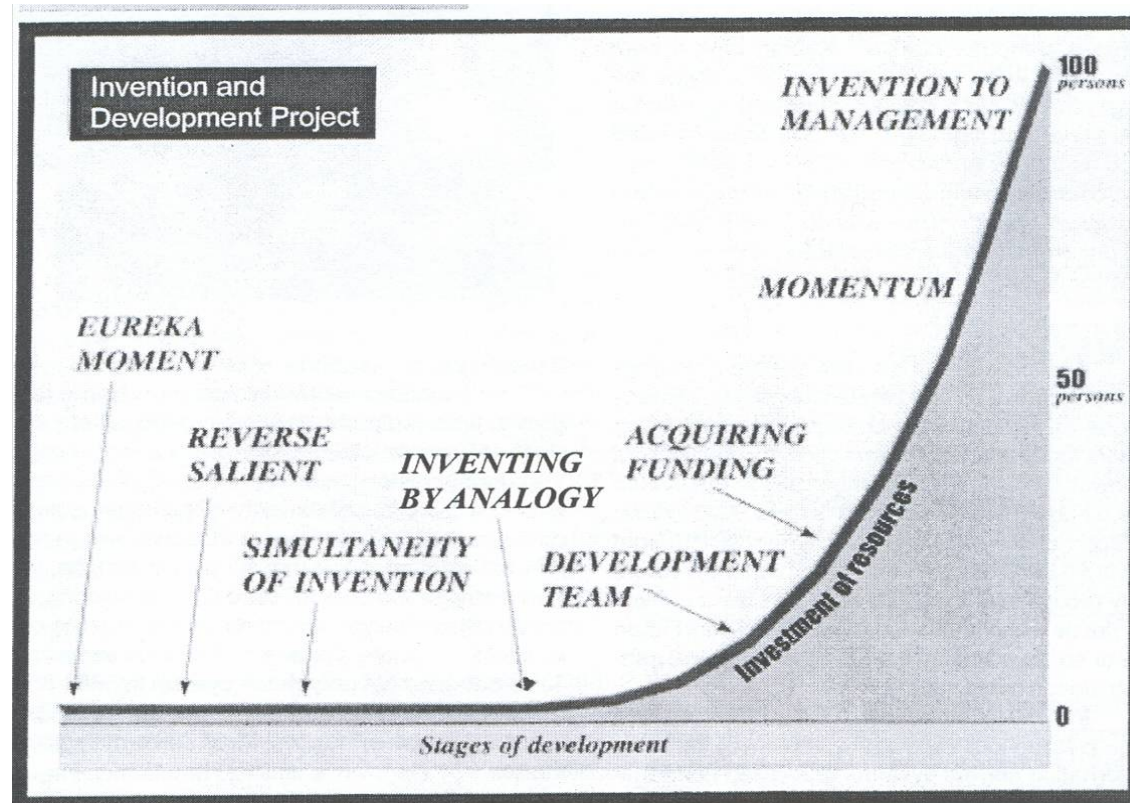 Invention and
Development Project
INVENTION TO
MANAGEMENT
100
persons
MOMENTUM
EUREKA
MOMENT
50
persons
REVERSE
SALIENT
ACQUIRING
FUNDING
INVENTING
BY ANALOGY
SIMULTANEITY
OF INVENTION
DEVELOPMENT
TEAM
Investment of resources
0
Stages of development